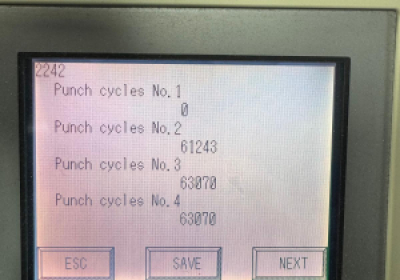 2242
Punch cycles No.1
0
Punch cycles No.2
61243
Punch cycles No.3
63070
Punch cycles No.4
63070
ESC SAVE NEXT